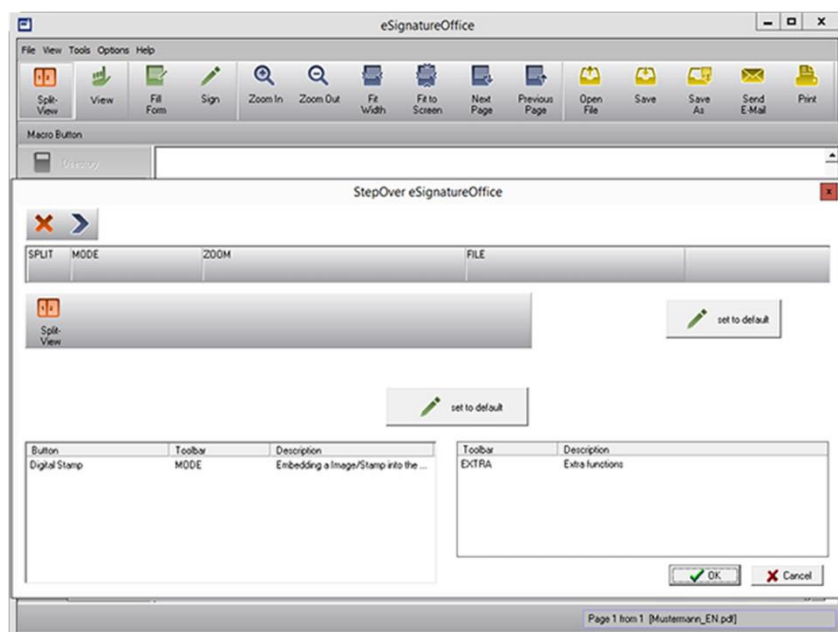 eSignatureOffice
File View Tools Options Help
Split-View
View
Fill Form
Sign
Zoom In
Zoom Out
Fit Width
Fit to Screen
Next Page
Previous Page
Open File
Save
Save As
Send E-Mail
Print
Macro Button
Directory
StepOver eSignatureOffice
SPLIT MODE ZOOM FILE
Split-View
set to default
set to default
Button Toolbar Description
Digital Stamp MODE Embedding a Image/Stamp into the ...
Toolbar Description
EXTRA Extra functions
OK Cancel
Page 1 from 1 [Mustermann_EN.pdf]